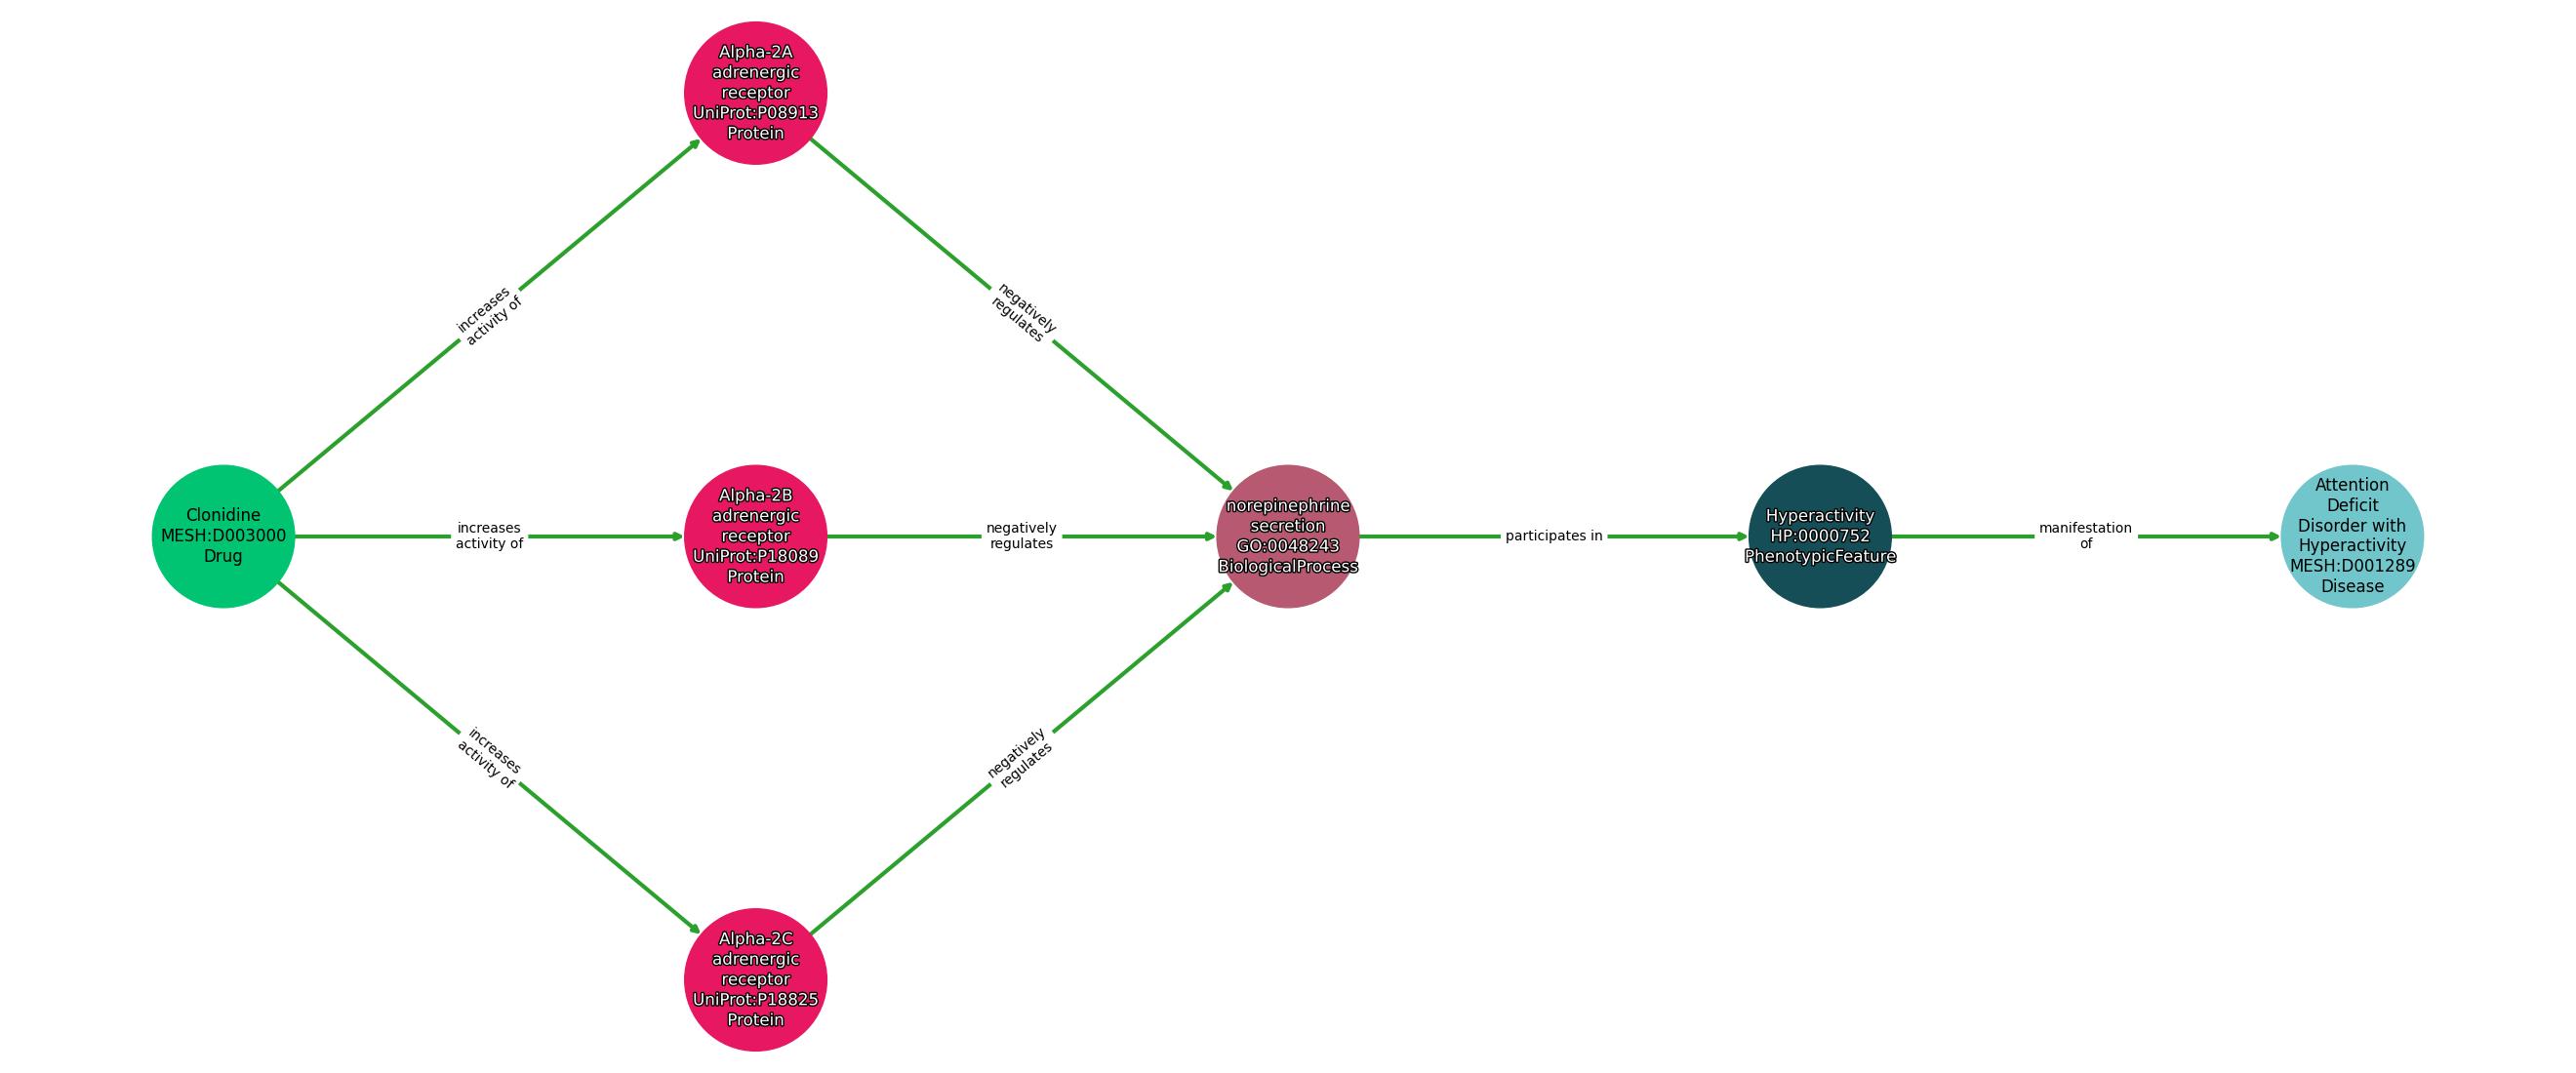 Alpha-2A
adrenergic
receptor
UniProt:P08913
Protein
increases
activity of
negatively
regulates
Clonidine
MESH:D003000
Drug
increases
activity of
Alpha-2B
adrenergic
receptor
UniProt:P18089
Protein
negatively
regulates
norepinephrine
secretion
GO:0048243
BiologicalProcess
participates in
Hyperactivity
HP:0000752
PhenotypicFeature
manifestation
of
Attention
Deficit
Disorder with
Hyperactivity
MESH:D001289
Disease
increases
activity of
negatively
regulates
Alpha-2C
adrenergic
receptor
UniProt:P18825
Protein